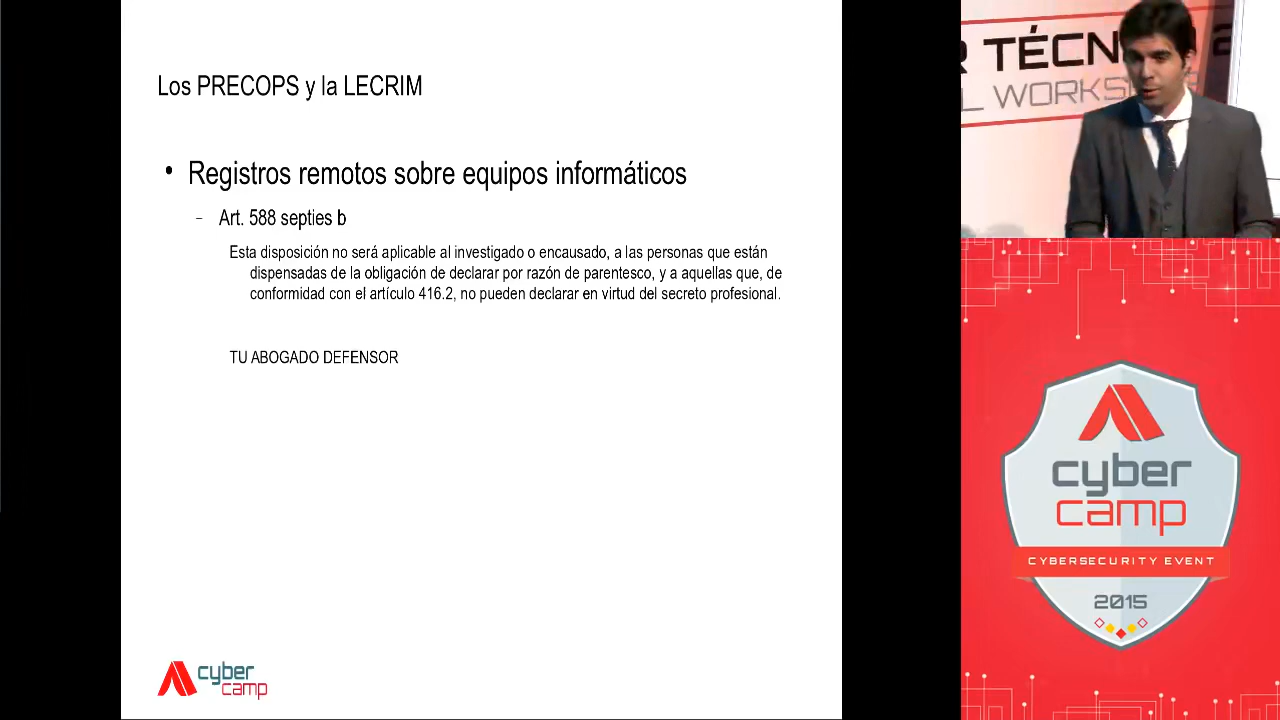 Los PRECOPS y la LECRIM
• Registros remotos sobre equipos informáticos
– Art. 588 septies b
Esta disposición no será aplicable al investigado o encausado, a las personas que están
dispensadas de la obligación de declarar por razón de parentesco, y a aquellas que, de
conformidad con el artículo 416.2, no pueden declarar en virtud del secreto profesional.
TU ABOGADO DEFENSOR
cyber
camp
R TÉCN
L WORKS
cyber
camp
CYBERSECURITY EVENT
2015